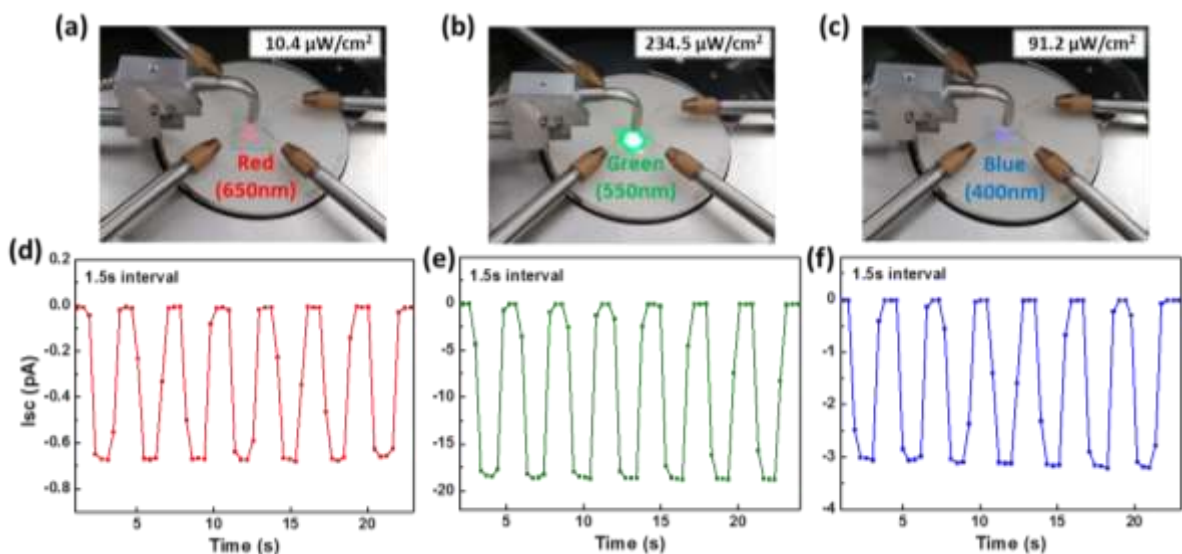 (a)
10.4 μW/cm²
Red
(650nm)
(b)
234.5 μW/cm²
Green
(550nm)
(c)
91.2 μW/cm²
Blue
(400nm)
(d)
1.5s interval
0.2
0.0
-0.2
-0.4
-0.6
-0.8
Isc (pA)
5 10 15 20
Time (s)
(e)
1.5s interval
0
-5
-10
-15
-20
5 10 15 20
Time (s)
(f)
1.5s interval
0
-1
-2
-3
-4
5 10 15 20
Time (s)